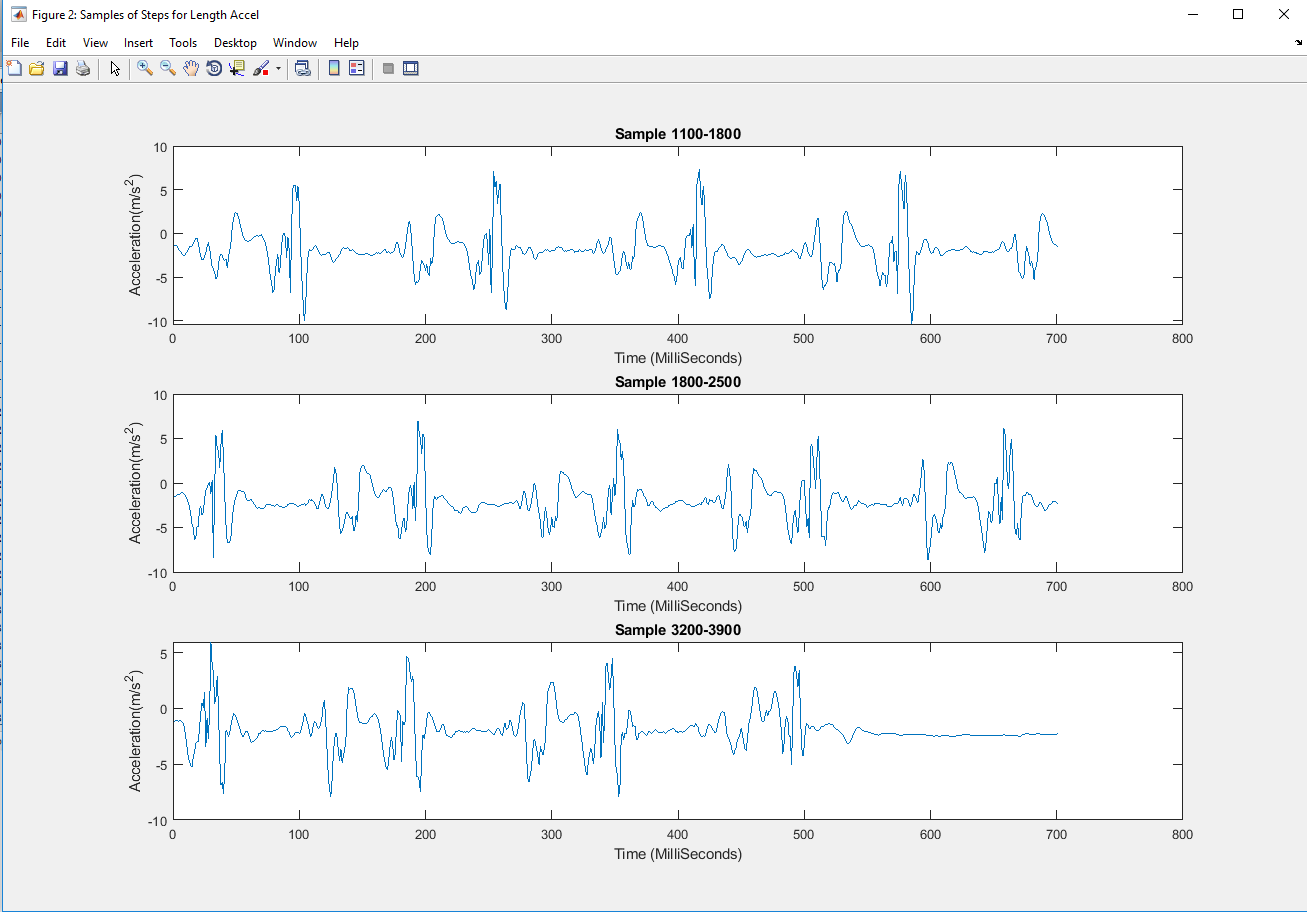 Figure 2: Samples of Steps for Length Accel
File Edit View Insert Tools Desktop Window Help
Sample 1100-1800
Acceleration(m/s²)
10
5
0
-5
-10
0 100 200 300 400 500 600 700 800
Time (MilliSeconds)
Sample 1800-2500
Acceleration(m/s²)
10
5
0
-5
-10
0 100 200 300 400 500 600 700 800
Time (MilliSeconds)
Sample 3200-3900
Acceleration(m/s²)
5
0
-5
-10
0 100 200 300 400 500 600 700 800
Time (MilliSeconds)